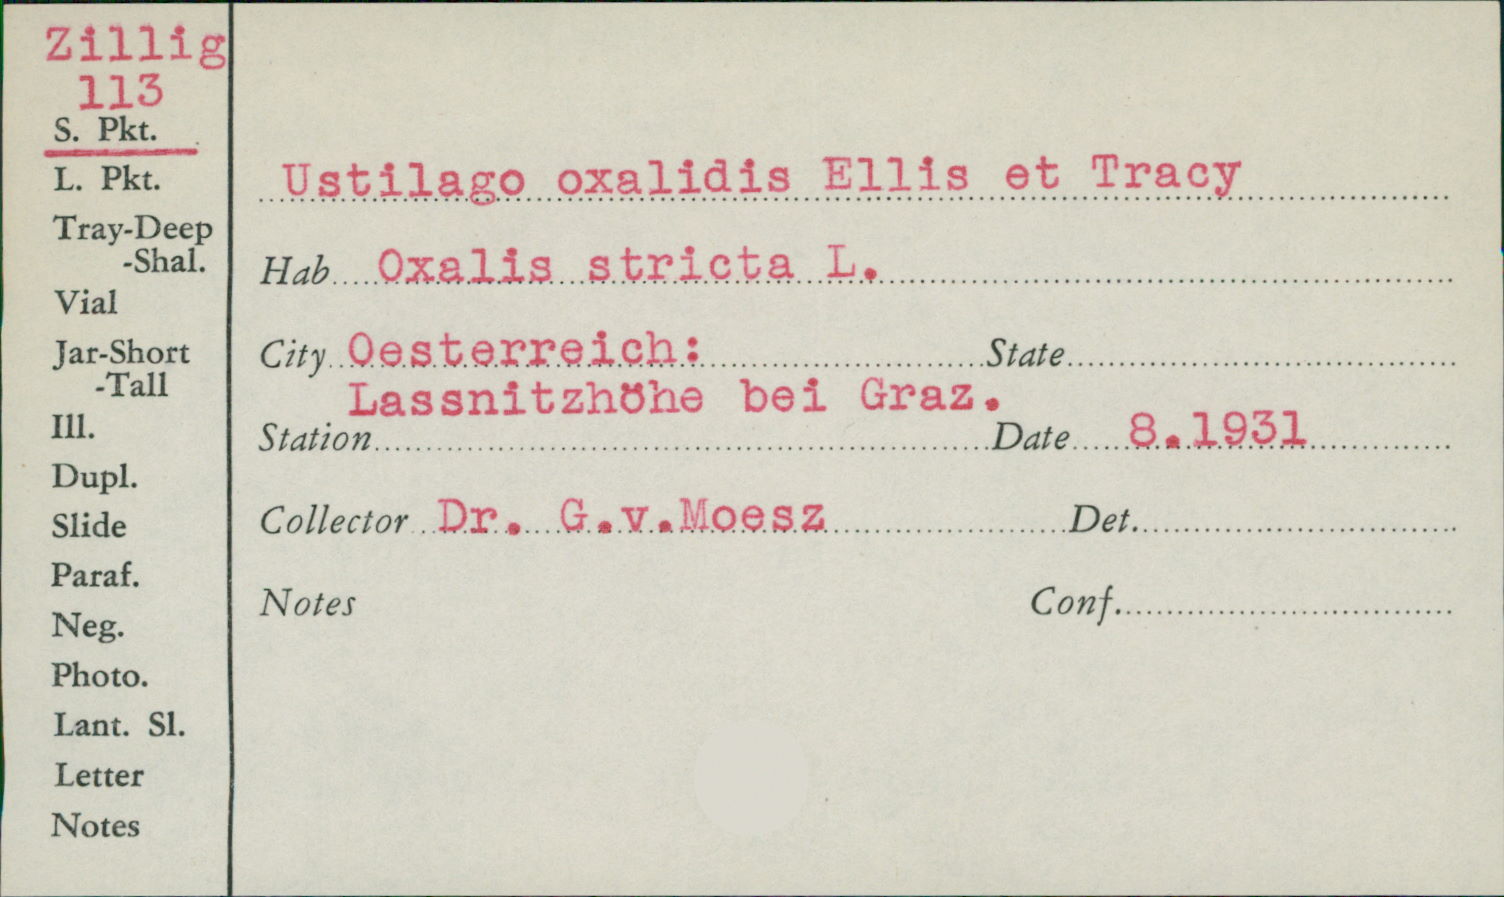 Zillig
113
S. Pkt.
L. Pkt.
Tray-Deep
-Shal.
Vial
Jar-Short
-Tall
Ill.
Dupl.
Slide
Paraf.
Neg.
Photo.
Lant. Sl.
Letter
Notes
Ustilago oxalidis Ellis et Tracy
Hab Oxalis stricta L.
City Oesterreich: State
Lassnitzhöhe bei Graz.
Station Date 8.1931
Collector Dr. G.v.Moesz Det.
Notes Conf.